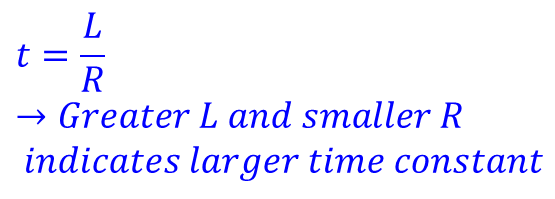 t = L/R
→ Greater L and smaller R
indicates larger time constant